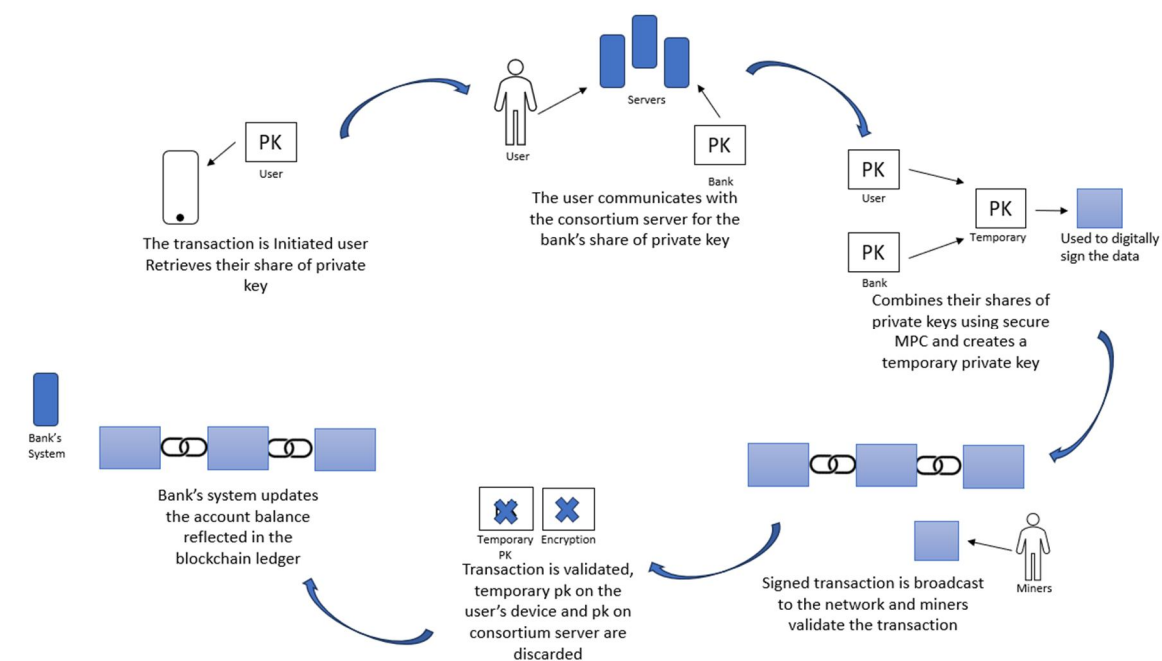 PK
User
The transaction is Initiated user
Retrieves their share of private
key
User
Servers
PK
Bank
The user communicates with
the consortium server for the
bank's share of private key
PK
User
PK
Bank
PK
Temporary
Used to digitally
sign the data
Combines their shares of
private keys using secure
MPC and creates a
temporary private key
Miners
Signed transaction is broadcast
to the network and miners
validate the transaction
Temporary
PK
Encryption
Transaction is validated,
temporary pk on the
user's device and pk on
consortium server are
discarded
Bank's
System
Bank's system updates
the account balance
reflected in the
blockchain ledger